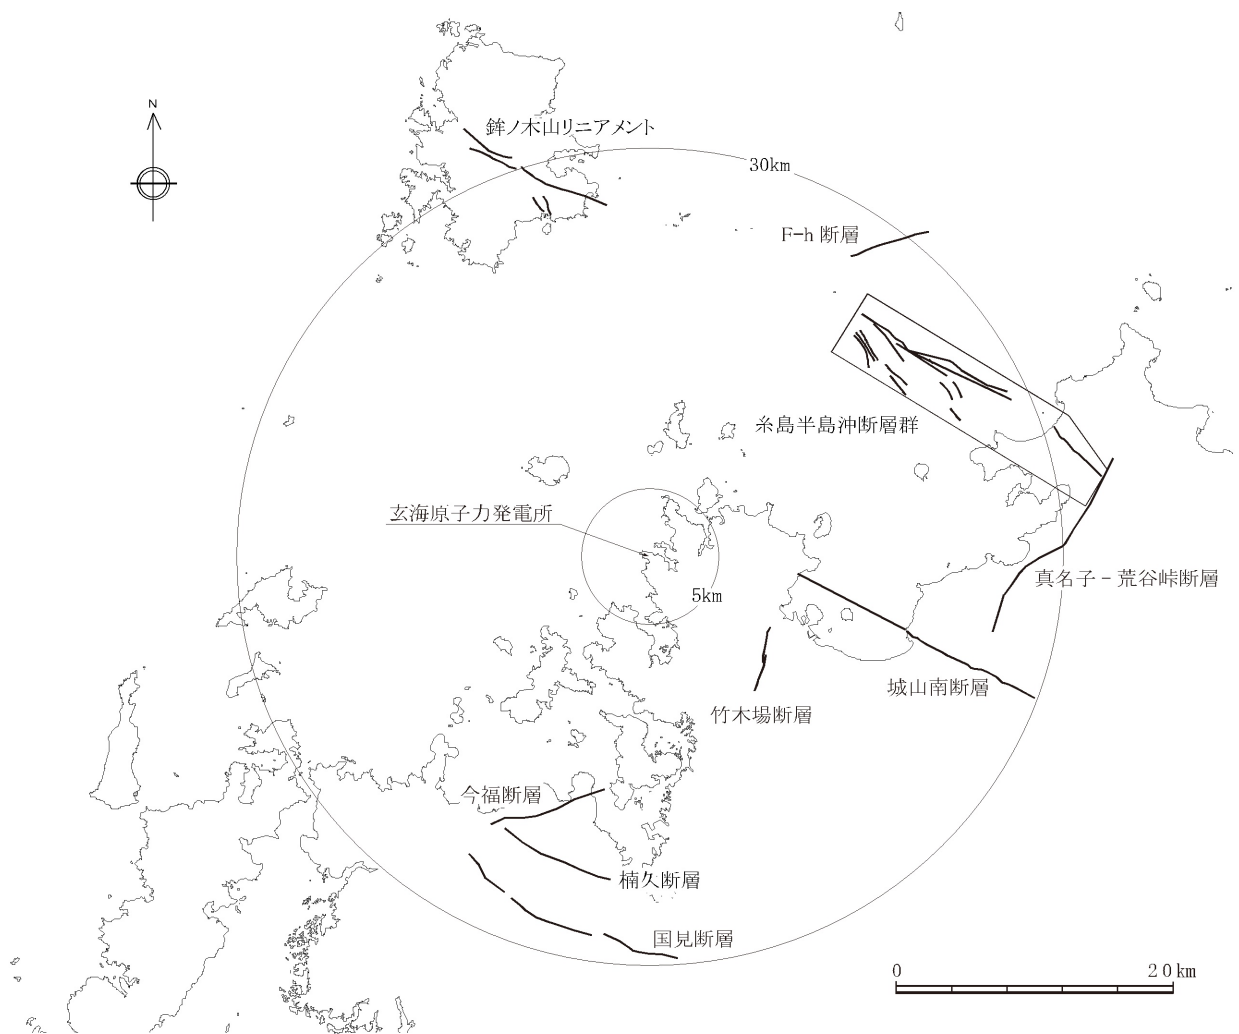 N
鉾ノ木山リニアメント
30km
F-h 断層
糸島半島沖断層群
玄海原子力発電所
5km
真名子-荒谷峠断層
城山南断層
竹木場断層
今福断層
楠久断層
国見断層
0 20km